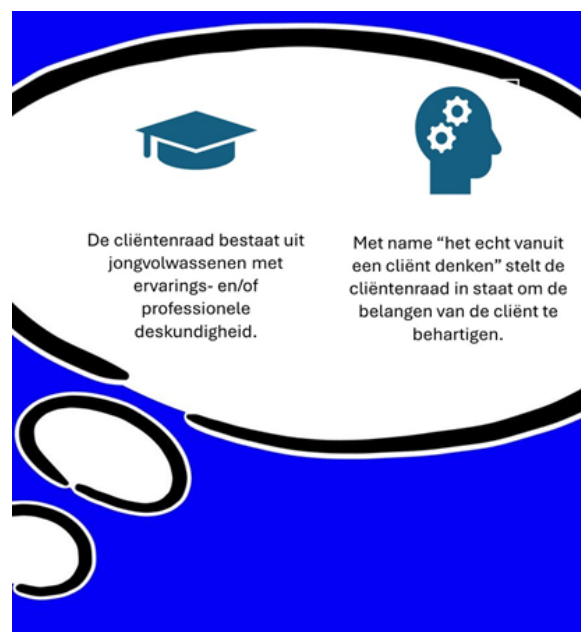 De cliëntenraad bestaat uit
jongvolwassenen met
ervarings- en/of
professionele
deskundigheid.
Met name “het echt vanuit
een cliënt denken” stelt de
cliëntenraad in staat om de
belangen van de cliënt te
behartigen.